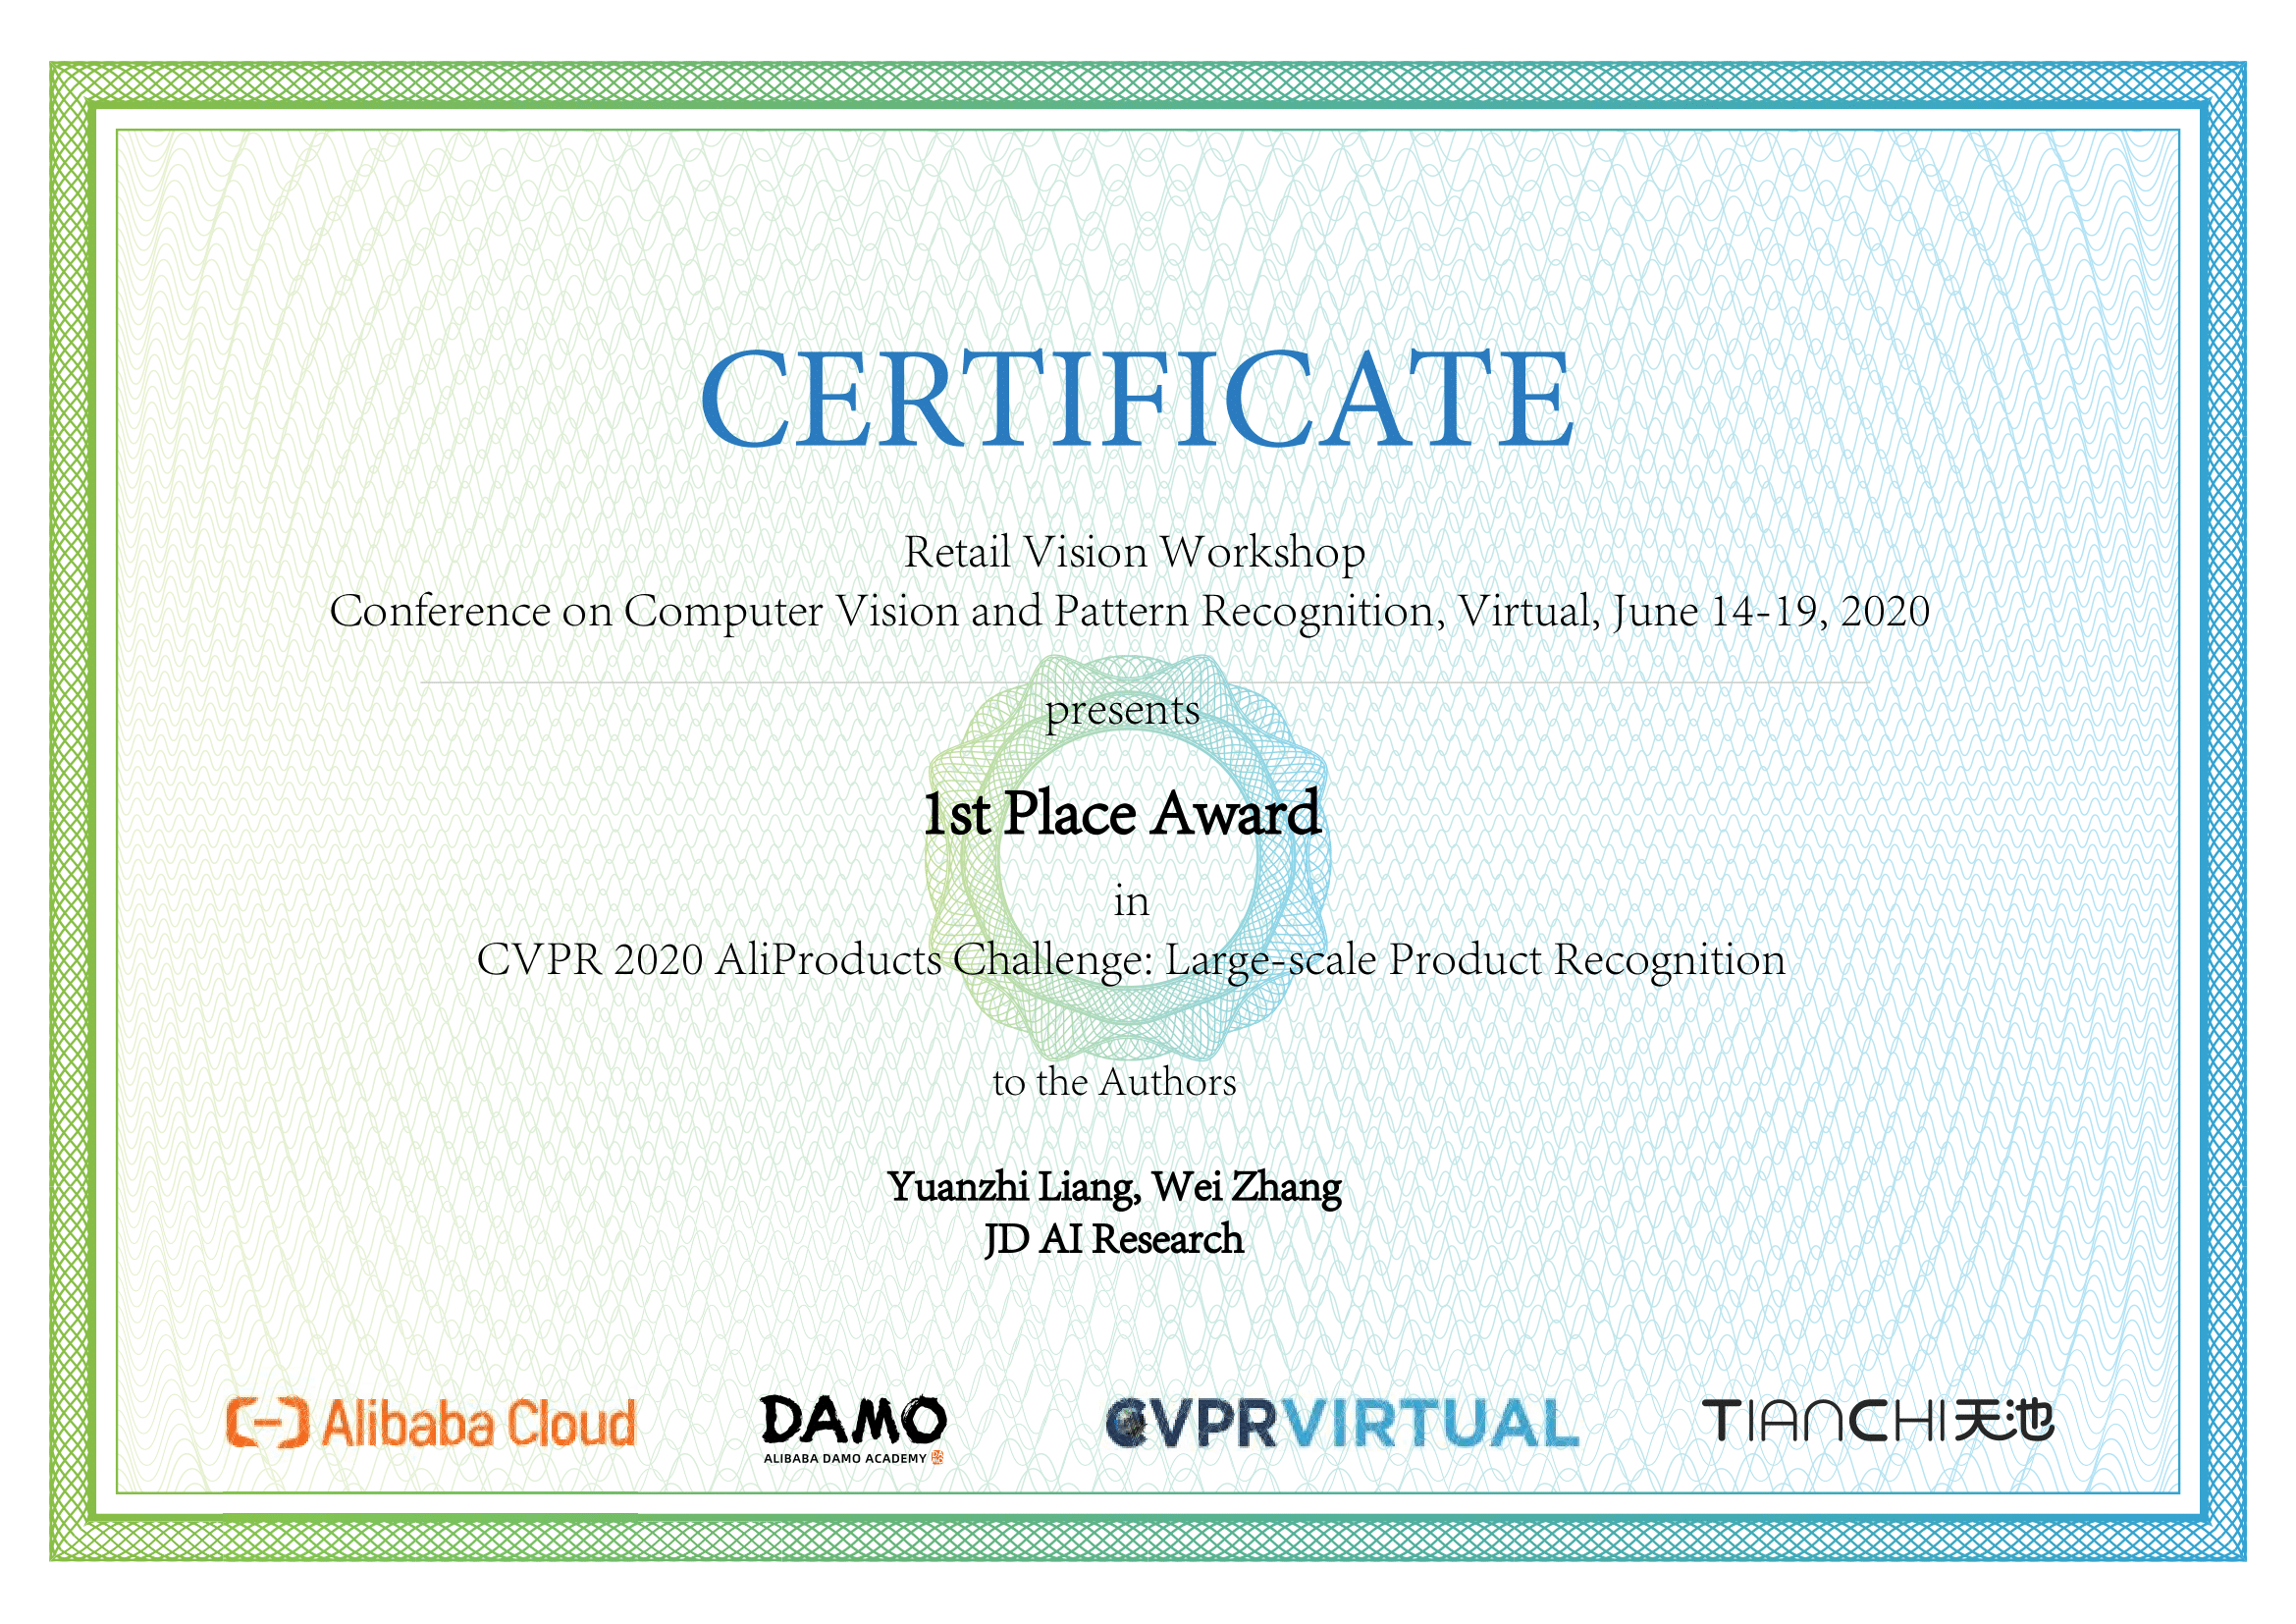 CERTIFICATE
Retail Vision Workshop
Conference on Computer Vision and Pattern Recognition, Virtual, June 14-19, 2020
presents
1st Place Award
in
CVPR 2020 AliProducts Challenge: Large-scale Product Recognition
to the Authors
Yuanzhi Liang, Wei Zhang
JD AI Research
Alibaba Cloud
DAMO
ALIBABA DAMO ACADEMY
CVPRVIRTUAL
TIANCHI天池